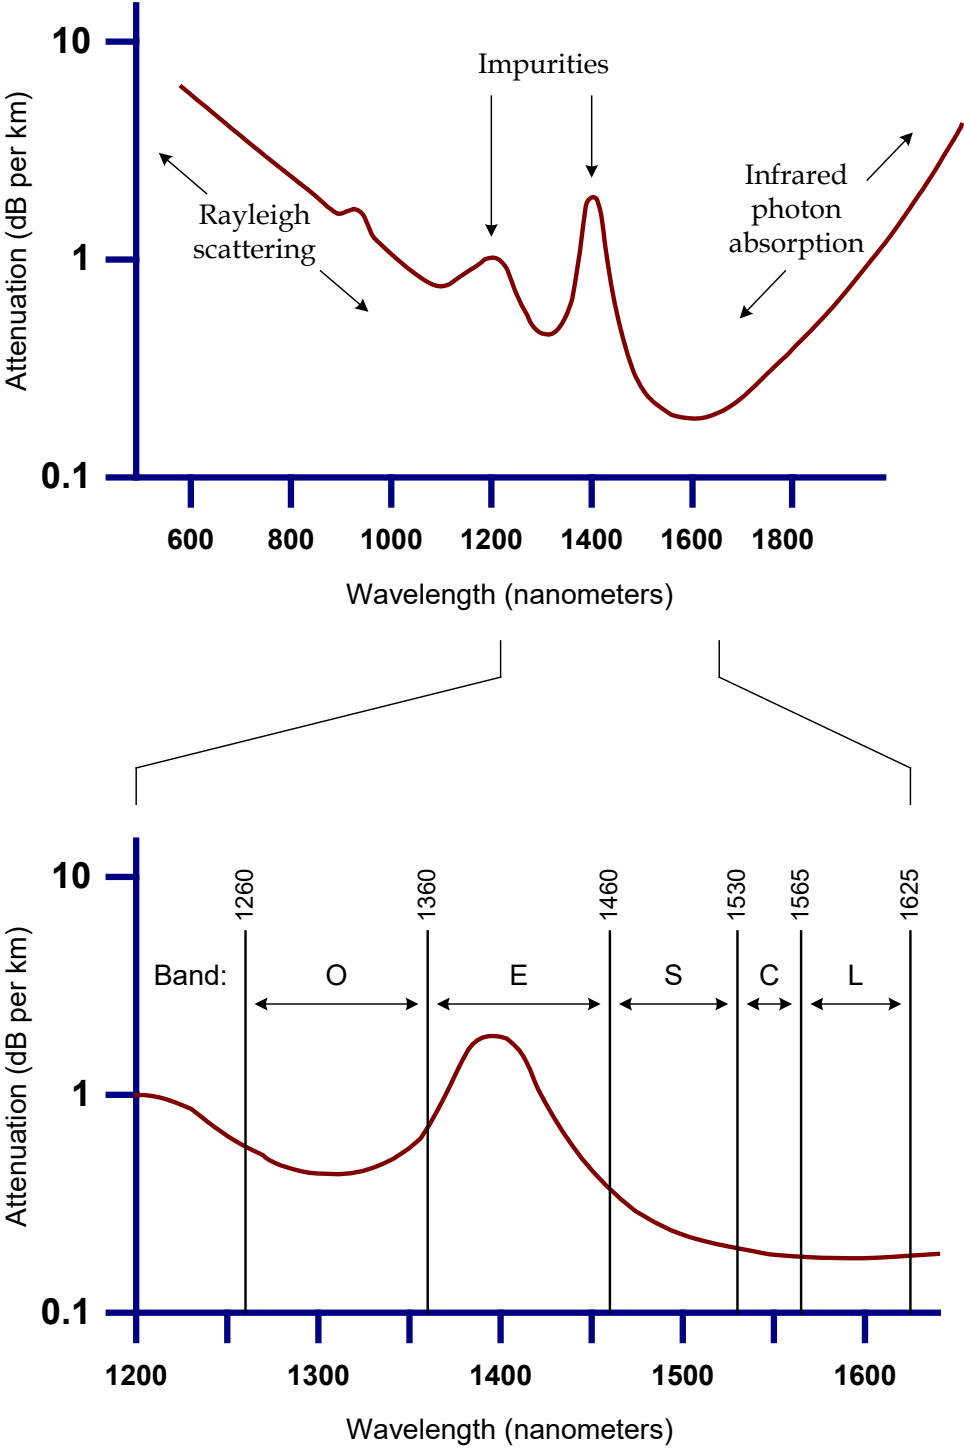 10
1
0.1
Attenuation (dB per km)
Impurities
Rayleigh
scattering
Infrared
photon
absorption
600 800 1000 1200 1400 1600 1800
Wavelength (nanometers)
10
1
0.1
Attenuation (dB per km)
1260 1360 1460 1530 1565 1625
Band: O E S C L
1200 1300 1400 1500 1600
Wavelength (nanometers)